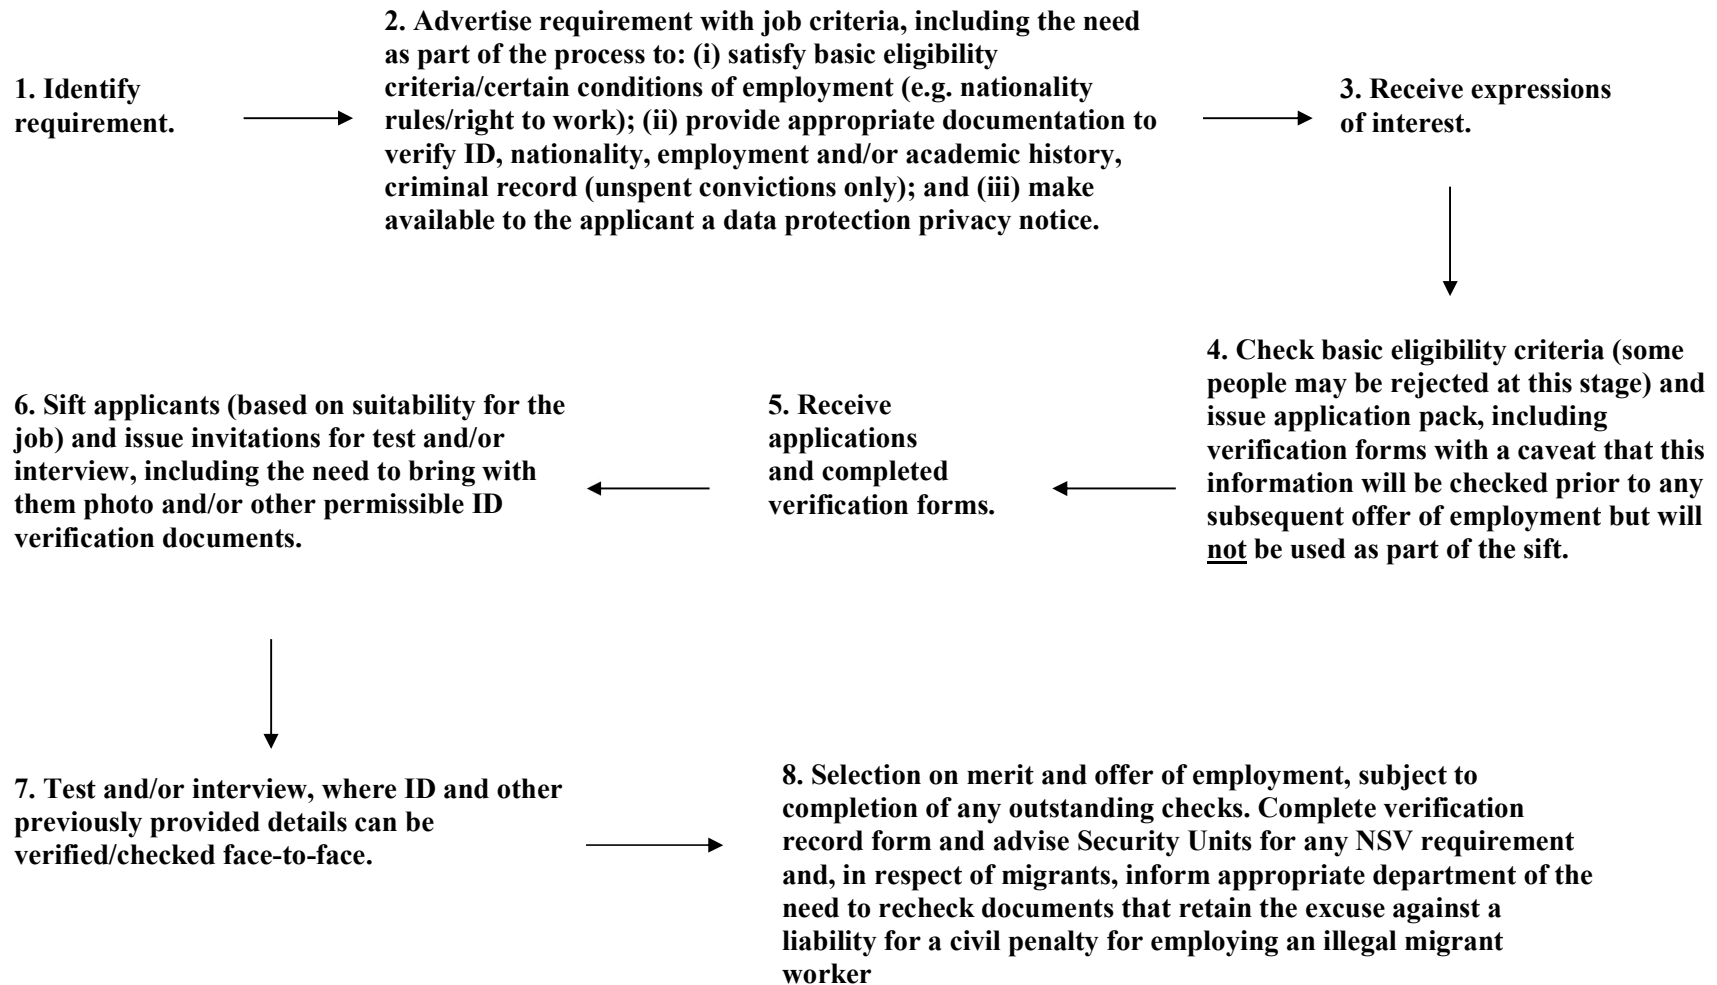 1. Identify
requirement.
2. Advertise requirement with job criteria, including the need
as part of the process to: (i) satisfy basic eligibility
criteria/certain conditions of employment (e.g. nationality
rules/right to work); (ii) provide appropriate documentation to
verify ID, nationality, employment and/or academic history,
criminal record (unspent convictions only); and (iii) make
available to the applicant a data protection privacy notice.
3. Receive expressions
of interest.
4. Check basic eligibility criteria (some
people may be rejected at this stage) and
issue application pack, including
verification forms with a caveat that this
information will be checked prior to any
subsequent offer of employment but will
not be used as part of the sift.
5. Receive
applications
and completed
verification forms.
6. Sift applicants (based on suitability for the
job) and issue invitations for test and/or
interview, including the need to bring with
them photo and/or other permissible ID
verification documents.
7. Test and/or interview, where ID and other
previously provided details can be
verified/checked face-to-face.
8. Selection on merit and offer of employment, subject to
completion of any outstanding checks. Complete verification
record form and advise Security Units for any NSV requirement
and, in respect of migrants, inform appropriate department of the
need to recheck documents that retain the excuse against a
liability for a civil penalty for employing an illegal migrant
worker